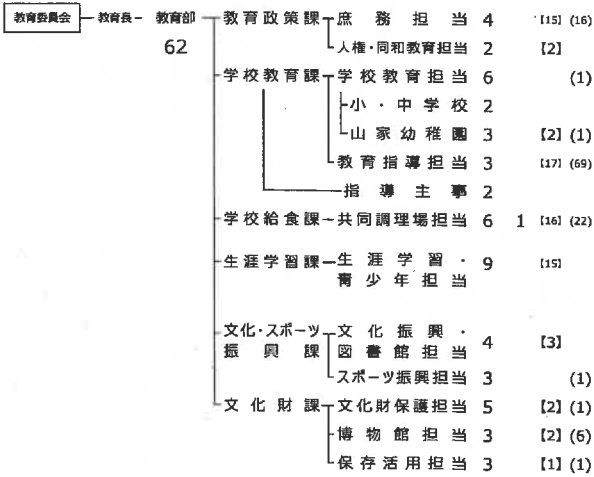 教育委員会 教育長 教育部 教育政策課 庶務担当 4 【15】 (16)
62 人権・同和教育担当 2 【2】
学校教育課 学校教育担当 6 (1)
小・中学校 2
山家幼稚園 3 【2】 (1)
教育指導担当 3 【17】 (69)
指導主事 2
学校給食課 共同調理場担当 6 1 【16】 (22)
生涯学習課 生涯学習・ 9 【15】
青少年担当
文化・スポーツ 文化振興・ 4 【3】
振興課 図書館担当
スポーツ振興担当 3 (1)
文化財課 文化財保護担当 5 【2】 (1)
博物館担当 3 【2】 (6)
保存活用担当 3 【1】 (1)